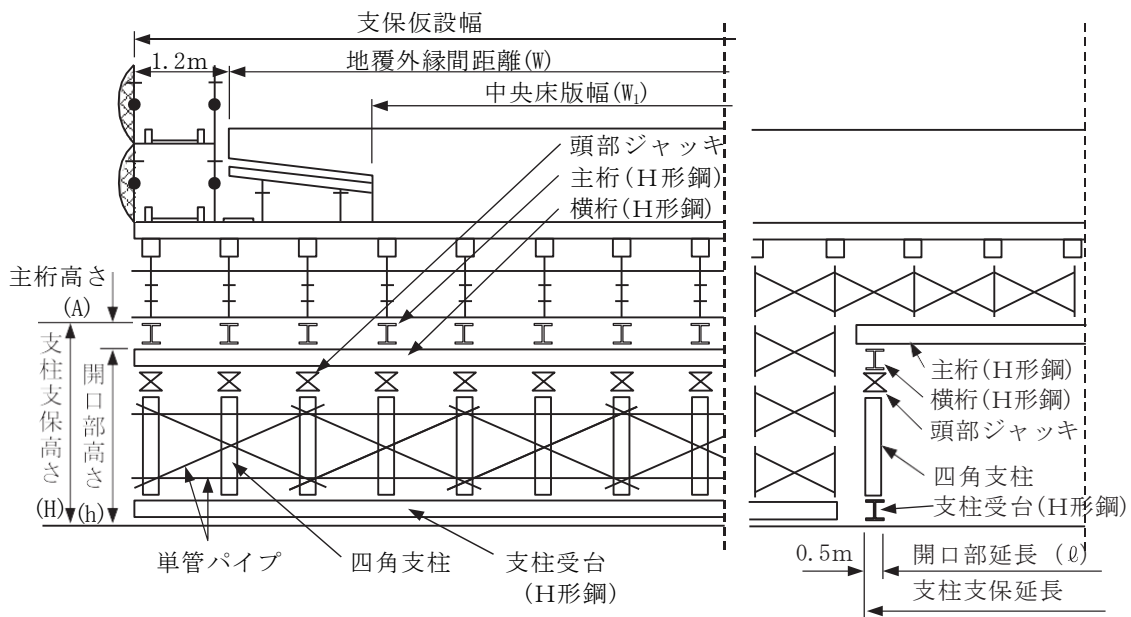 支保仮設幅
1.2m
地覆外縁間距離(W)
中央床版幅(W₁)
頭部ジャッキ
主桁(H形鋼)
横桁(H形鋼)
主桁高さ
(A)
支柱支保高さ
(H)
開口部高さ
(h)
単管パイプ
四角支柱
支柱受台
(H形鋼)
主桁(H形鋼)
横桁(H形鋼)
頭部ジャッキ
四角支柱
支柱受台(H形鋼)
0.5m
開口部延長 (ℓ)
支柱支保延長